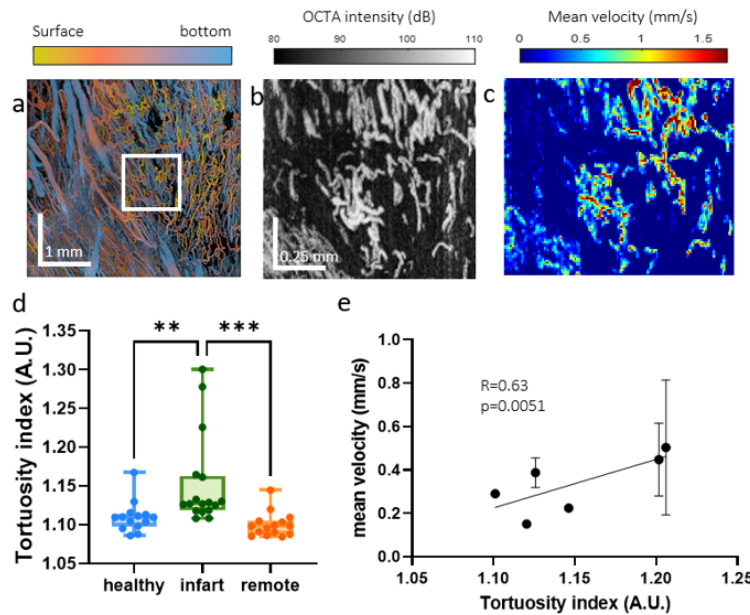 Surface bottom
OCTA intensity (dB)
80 90 100 110
Mean velocity (mm/s)
0 0.5 1 1.5
a
1 mm
b
0.25 mm
c
d
Tortuosity index (A.U.)
1.35
1.30
1.25
1.20
1.15
1.10
1.05
** ***
healthy infart remote
e
mean velocity (mm/s)
1.0
0.8
0.6
0.4
0.2
0.0
R=0.63
p=0.0051
1.05 1.10 1.15 1.20 1.25
Tortuosity index (A.U.)